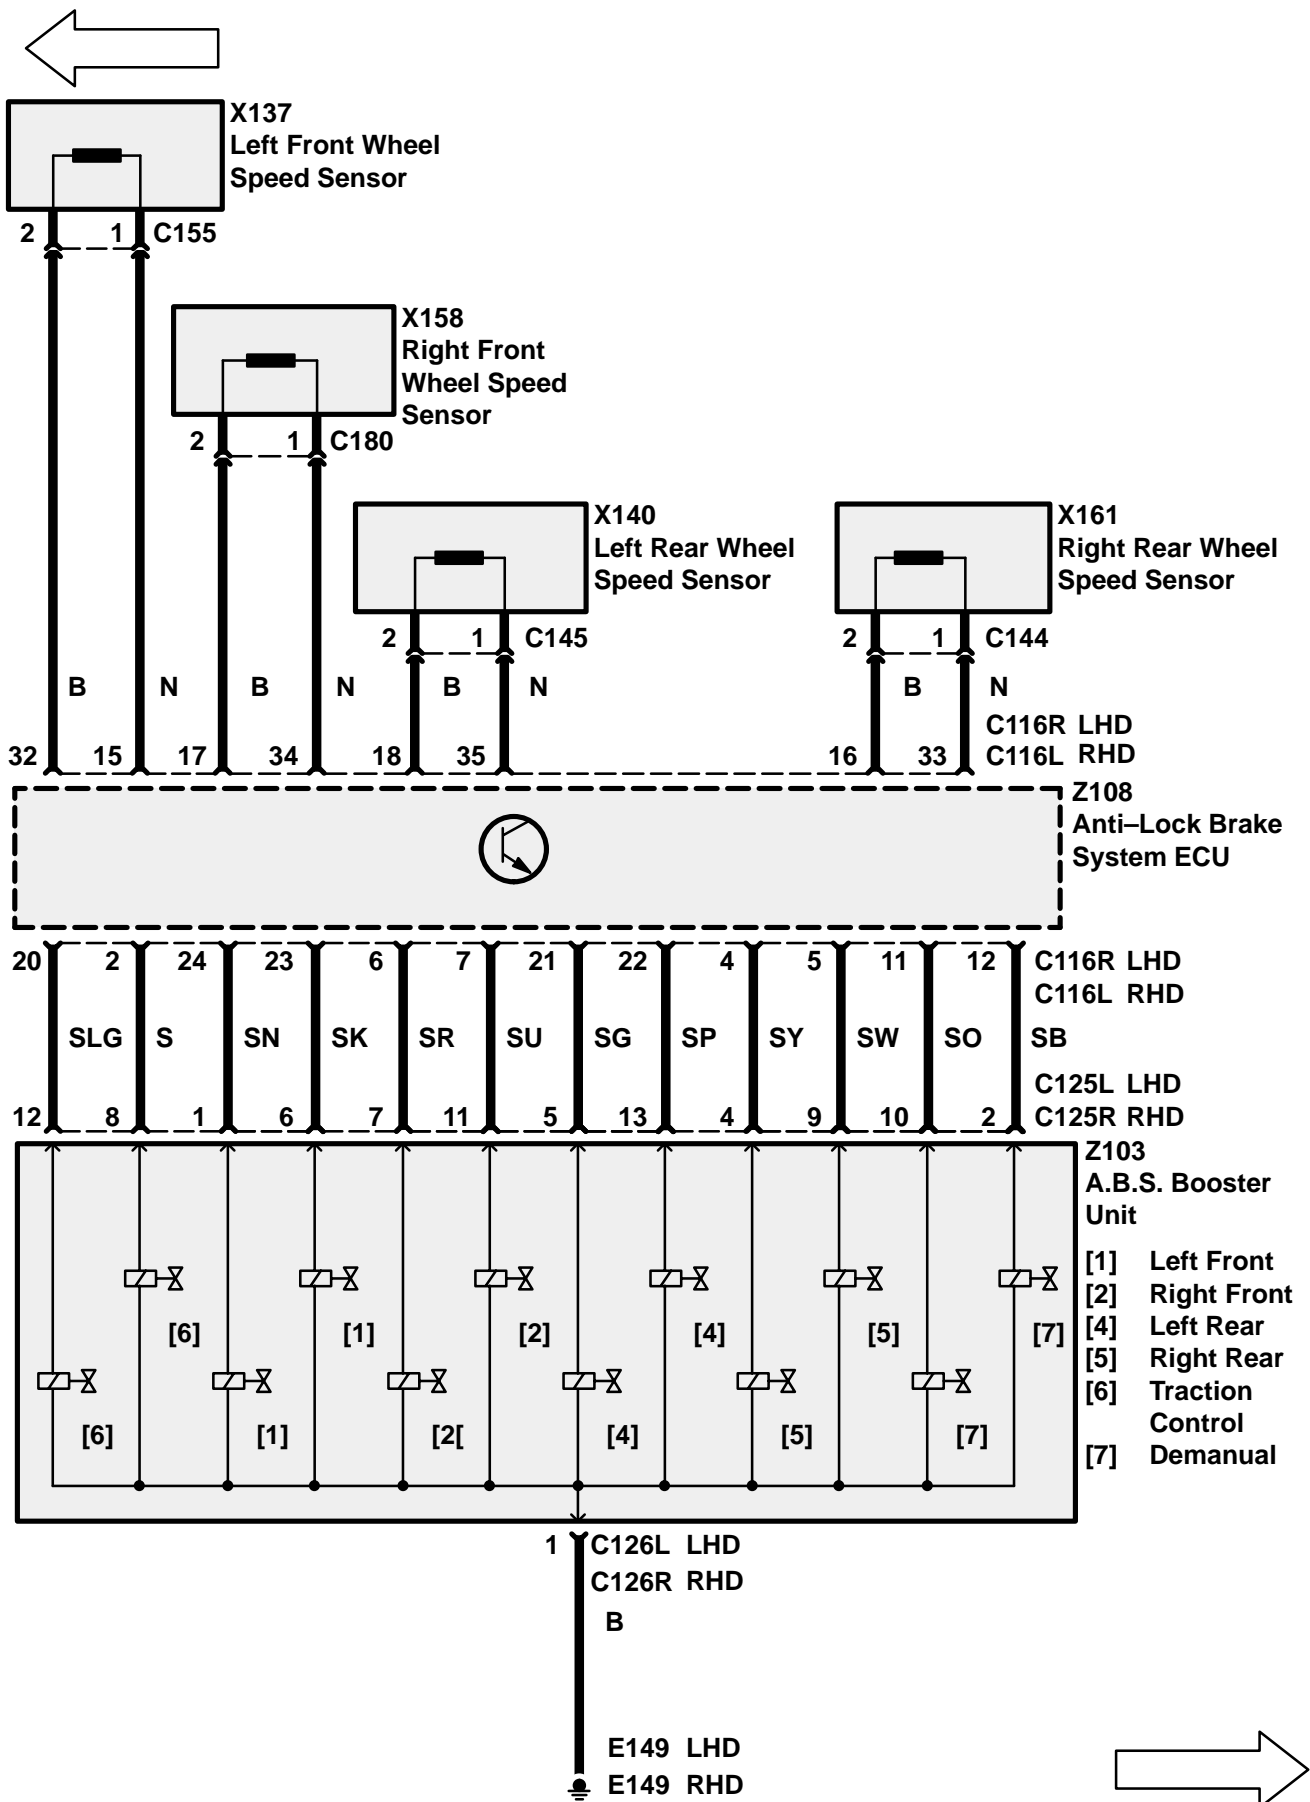 X137
Left Front Wheel
Speed Sensor
2 1 C155
X158
Right Front
Wheel Speed
Sensor
2 1 C180
X140
Left Rear Wheel
Speed Sensor
X161
Right Rear Wheel
Speed Sensor
2 1 C145 2 1 C144
B N B N B N B N
C116R LHD
32 15 17 34 18 35 16 33 C116L RHD
Z108
Anti–Lock Brake
System ECU
20 2 24 23 6 7 21 22 4 5 11 12 C116R LHD
C116L RHD
SLG S SN SK SR SU SG SP SY SW SO SB
C125L LHD
12 8 1 6 7 11 5 13 4 9 10 2 C125R RHD
Z103
A.B.S. Booster
Unit
[1] Left Front
[2] Right Front
[4] Left Rear
[5] Right Rear
[6] Traction
Control
[7] Demanual
[6] [1] [2] [4] [5] [7]
[6] [1] [2[ [4] [5] [7]
1 C126L LHD
C126R RHD
B
E149 LHD
E149 RHD